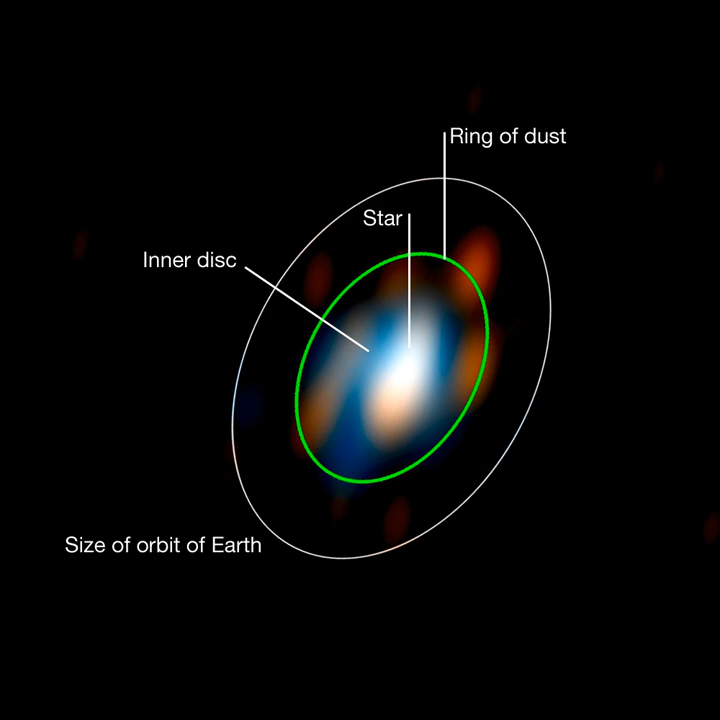 Ring of dust
Star
Inner disc
Size of orbit of Earth